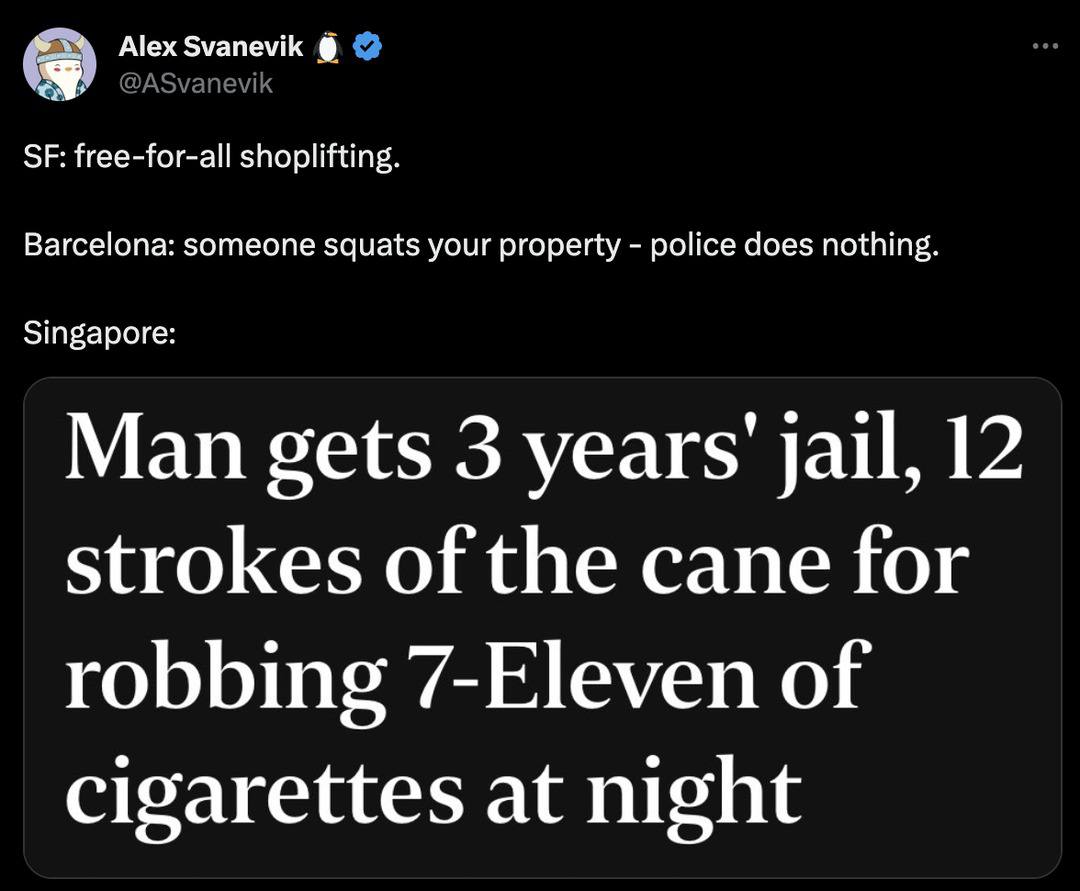 Alex Svanevik 🐧
@ASvanevik
SF: free-for-all shoplifting.
Barcelona: someone squats your property - police does nothing.
Singapore:
Man gets 3 years' jail, 12
strokes of the cane for
robbing 7-Eleven of
cigarettes at night